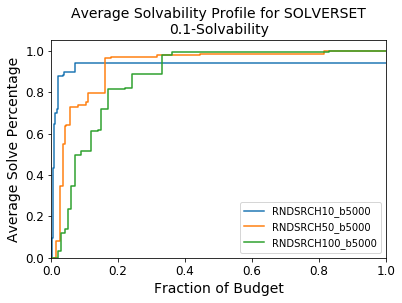 Average Solvability Profile for SOLVERSET
0.1-Solvability
Average Solve Percentage
1.0
0.8
0.6
0.4
0.2
0.0
RNDSRCH10_b5000
RNDSRCH50_b5000
RNDSRCH100_b5000
0.0 0.2 0.4 0.6 0.8 1.0
Fraction of Budget